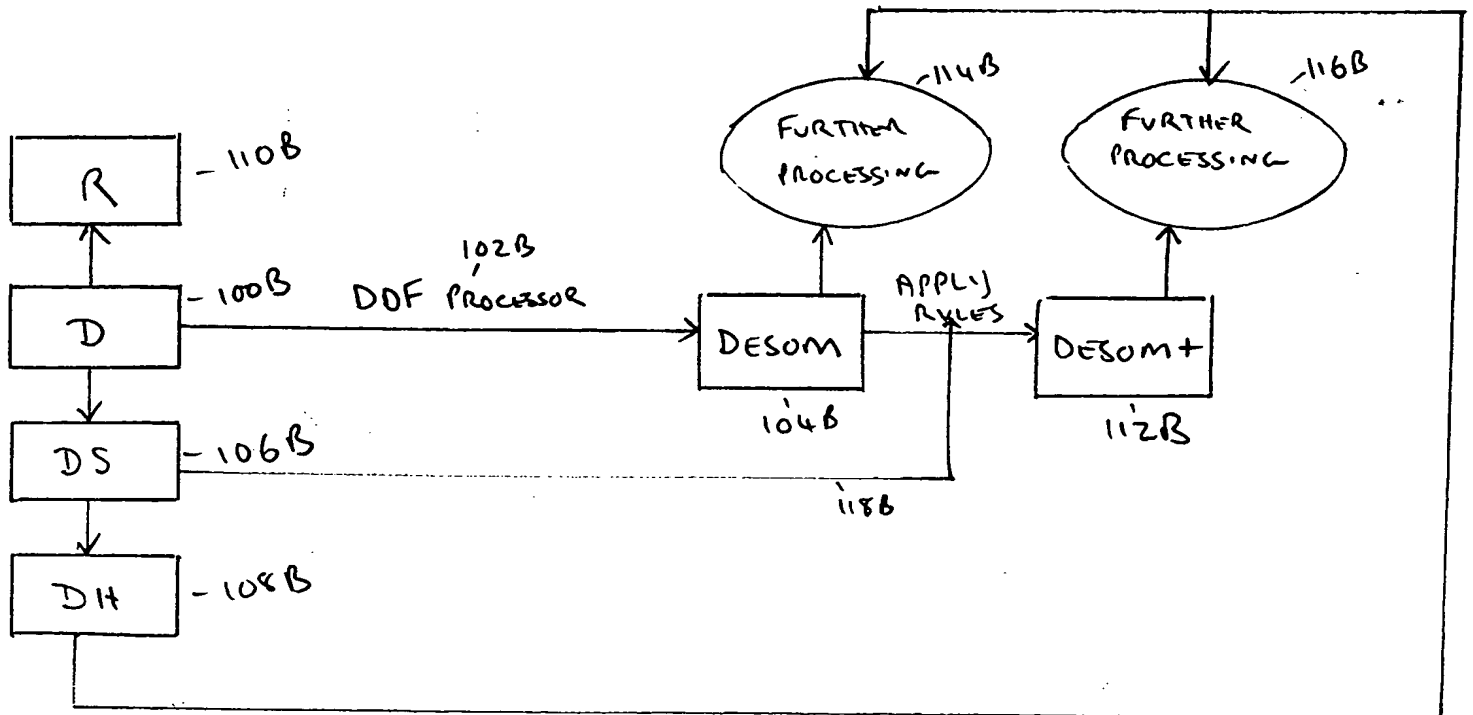 114B
116B
FURTHER
PROCESSING
FURTHER
PROCESSING
R
110B
D
100B
102B
DOF PROCESSOR
DESOM
104B
APPLY
RULES
DESOM+
112B
DS
106B
118B
DH
108B